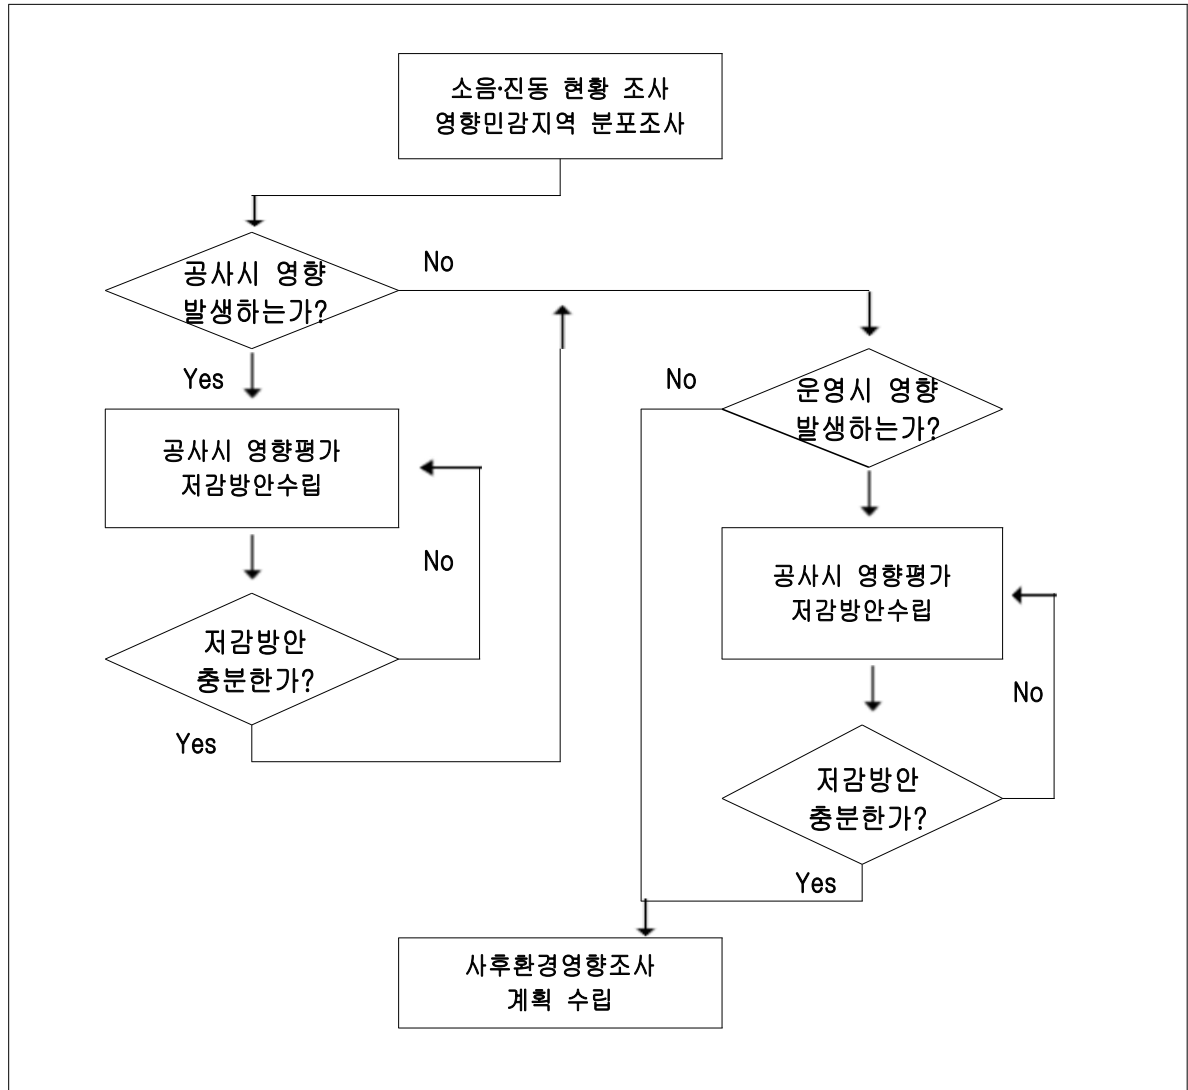 소음·진동 현황 조사
영향민감지역 분포조사
공사시 영향
발생하는가?
No
Yes
공사시 영향평가
저감방안수립
No
저감방안
충분한가?
Yes
No
운영시 영향
발생하는가?
공사시 영향평가
저감방안수립
No
저감방안
충분한가?
Yes
사후환경영향조사
계획 수립